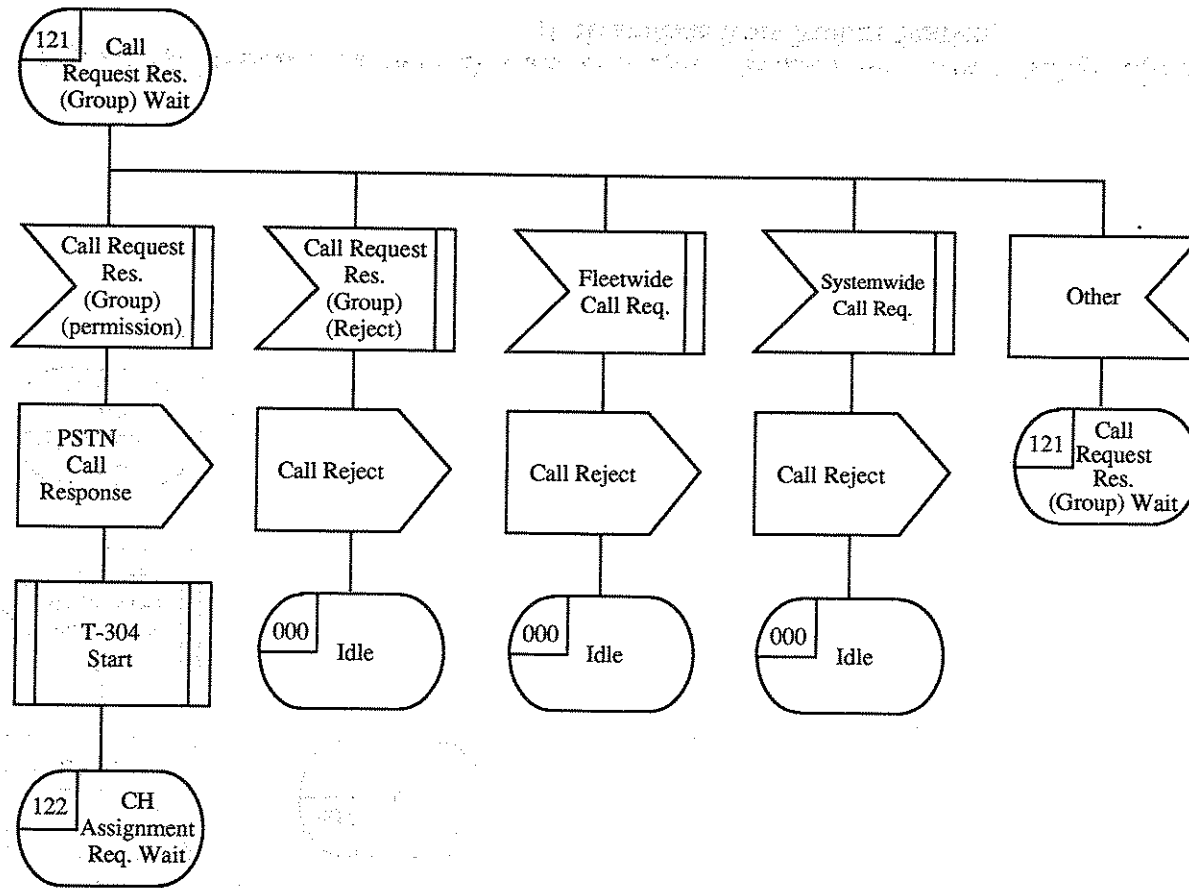 121
Call
Request Res.
(Group) Wait
Call Request
Res.
(Group)
(permission)
Call Request
Res.
(Group)
(Reject)
Fleetwide
Call Req.
Systemwide
Call Req.
Other
PSTN
Call
Response
Call Reject
Call Reject
Call Reject
121
Call
Request
Res.
(Group) Wait
T-304
Start
000
Idle
000
Idle
000
Idle
122
CH
Assignment
Req. Wait